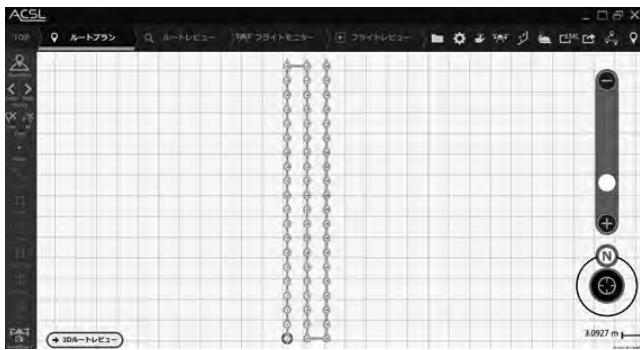 ACSL
TOP
ルートプラン
ルートレビュー
フライトモニター
フライトレビュー
KML
N
→ 3Dルートレビュー
3.0927 m